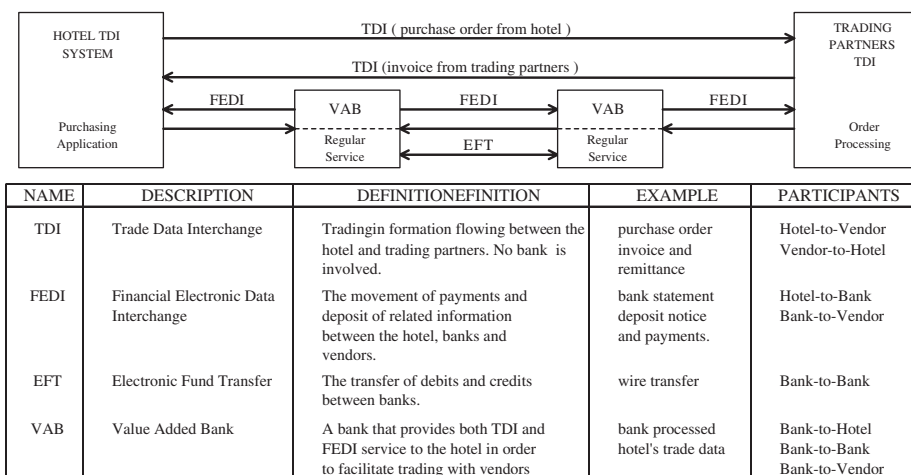 HOTEL TDI
SYSTEM
Purchasing
Application
TDI ( purchase order from hotel )
TDI (invoice from trading partners )
FEDI
VAB
Regular
Service
FEDI
EFT
VAB
Regular
Service
FEDI
TRADING
PARTNERS
TDI
Order
Processing
NAME DESCRIPTION DEFINITIONEFINITION EXAMPLE PARTICIPANTS
TDI Trade Data Interchange Tradingin formation flowing between the purchase order Hotel-to-Vendor
hotel and trading partners. No bank is invoice and Vendor-to-Hotel
involved. remittance
FEDI Financial Electronic Data The movement of payments and bank statement Hotel-to-Bank
Interchange deposit of related information deposit notice Bank-to-Vendor
between the hotel, banks and and payments.
vendors.
EFT Electronic Fund Transfer The transfer of debits and credits wire transfer Bank-to-Bank
between banks.
VAB Value Added Bank A bank that provides both TDI and bank processed Bank-to-Hotel
FEDI service to the hotel in order hotel's trade data Bank-to-Bank
to facilitate trading with vendors Bank-to-Vendor